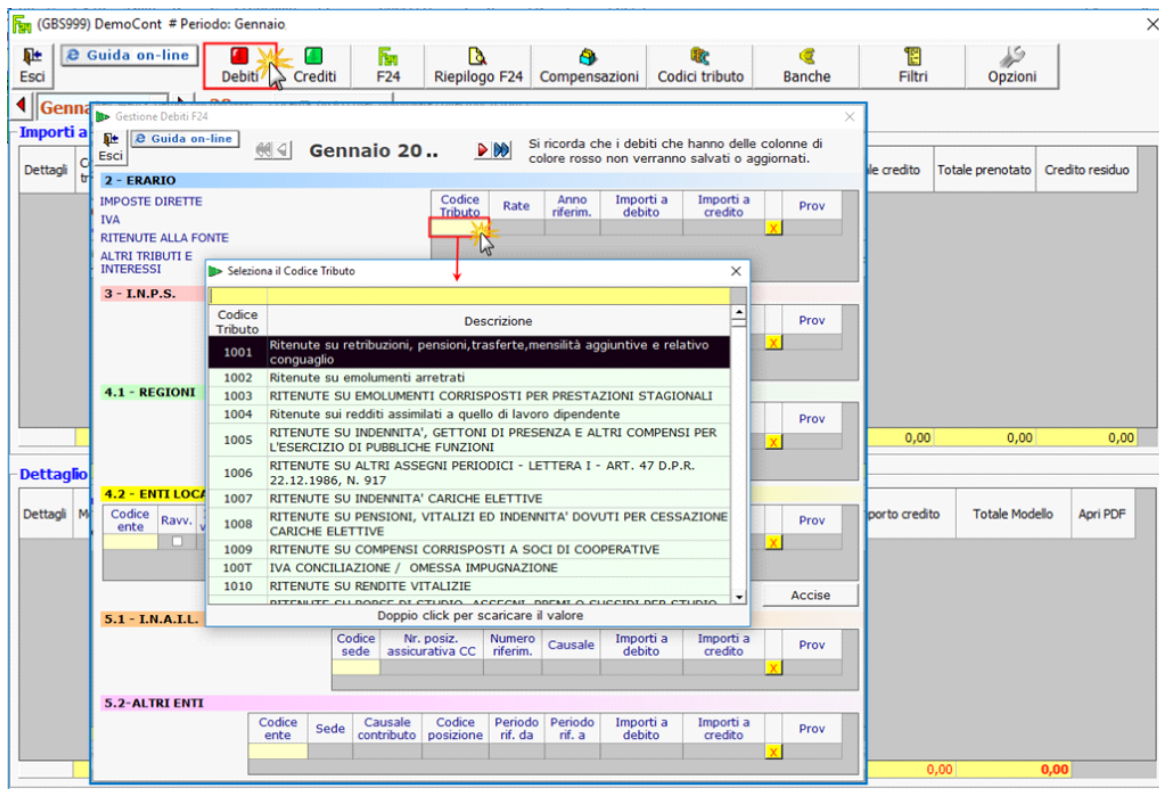 (GBS999) DemoCont # Periodo: Gennaio
Esci
Guida on-line
Debiti
Crediti
F24
Riepilogo F24
Compensazioni
Codici tributo
Banche
Filtri
Opzioni
Gestione Debiti F24
Esci
Guida on-line
Gennaio 20 ..
Si ricorda che i debiti che hanno delle colonne di
colore rosso non verranno salvati o aggiornati.
Importi a
Dettagli
Totale prenotato
Credito residuo
2 - ERARIO
IMPOSTE DIRETTE
IVA
RITENUTE ALLA FONTE
ALTRI TRIBUTI E
INTERESSI
Codice
Tributo
Rate
Anno
riferim.
Importi a
debito
Importi a
credito
Prov
X
Seleziona il Codice Tributo
Codice
Tributo
Descrizione
1001 Ritenute su retribuzioni, pensioni,trasferte,mensilità aggiuntive e relativo
conguaglio
1002 Ritenute su emolumenti arretrati
1003 RITENUTE SU EMOLUMENTI CORRISPOSTI PER PRESTAZIONI STAGIONALI
1004 Ritenute sui redditi assimilati a quello di lavoro dipendente
1005 RITENUTE SU INDENNITA', GETTONI DI PRESENZA E ALTRI COMPENSI PER
L'ESERCIZIO DI PUBBLICHE FUNZIONI
1006 RITENUTE SU ALTRI ASSEGNI PERIODICI - LETTERA I - ART. 47 D.P.R.
22.12.1986, N. 917
1007 RITENUTE SU INDENNITA' CARICHE ELETTIVE
1008 RITENUTE SU PENSIONI, VITALIZI ED INDENNITA' DOVUTI PER CESSAZIONE
CARICHE ELETTIVE
1009 RITENUTE SU COMPENSI CORRISPOSTI A SOCI DI COOPERATIVE
100T IVA CONCILIAZIONE / OMESSA IMPUGNAZIONE
1010 RITENUTE SU RENDITE VITALIZIE
Doppio click per scaricare il valore
3 - I.N.P.S.
Prov
X
4.1 - REGIONI
Prov
X
0,00
0,00
0,00
Dettaglio
Dettagli
Totale Modello
Apri PDF
4.2 - ENTI LOCA
Codice
ente
Ravv.
Prov
X
Accise
5.1 - I.N.A.I.L.
Codice
sede
Nr. posiz.
assicurativa CC
Numero
riferim.
Causale
Importi a
debito
Importi a
credito
Prov
X
5.2-ALTRI ENTI
Codice
ente
Sede
Causale
contributo
Codice
posizione
Periodo
rif. da
Periodo
rif. a
Importi a
debito
Importi a
credito
Prov
X
0,00
0,00